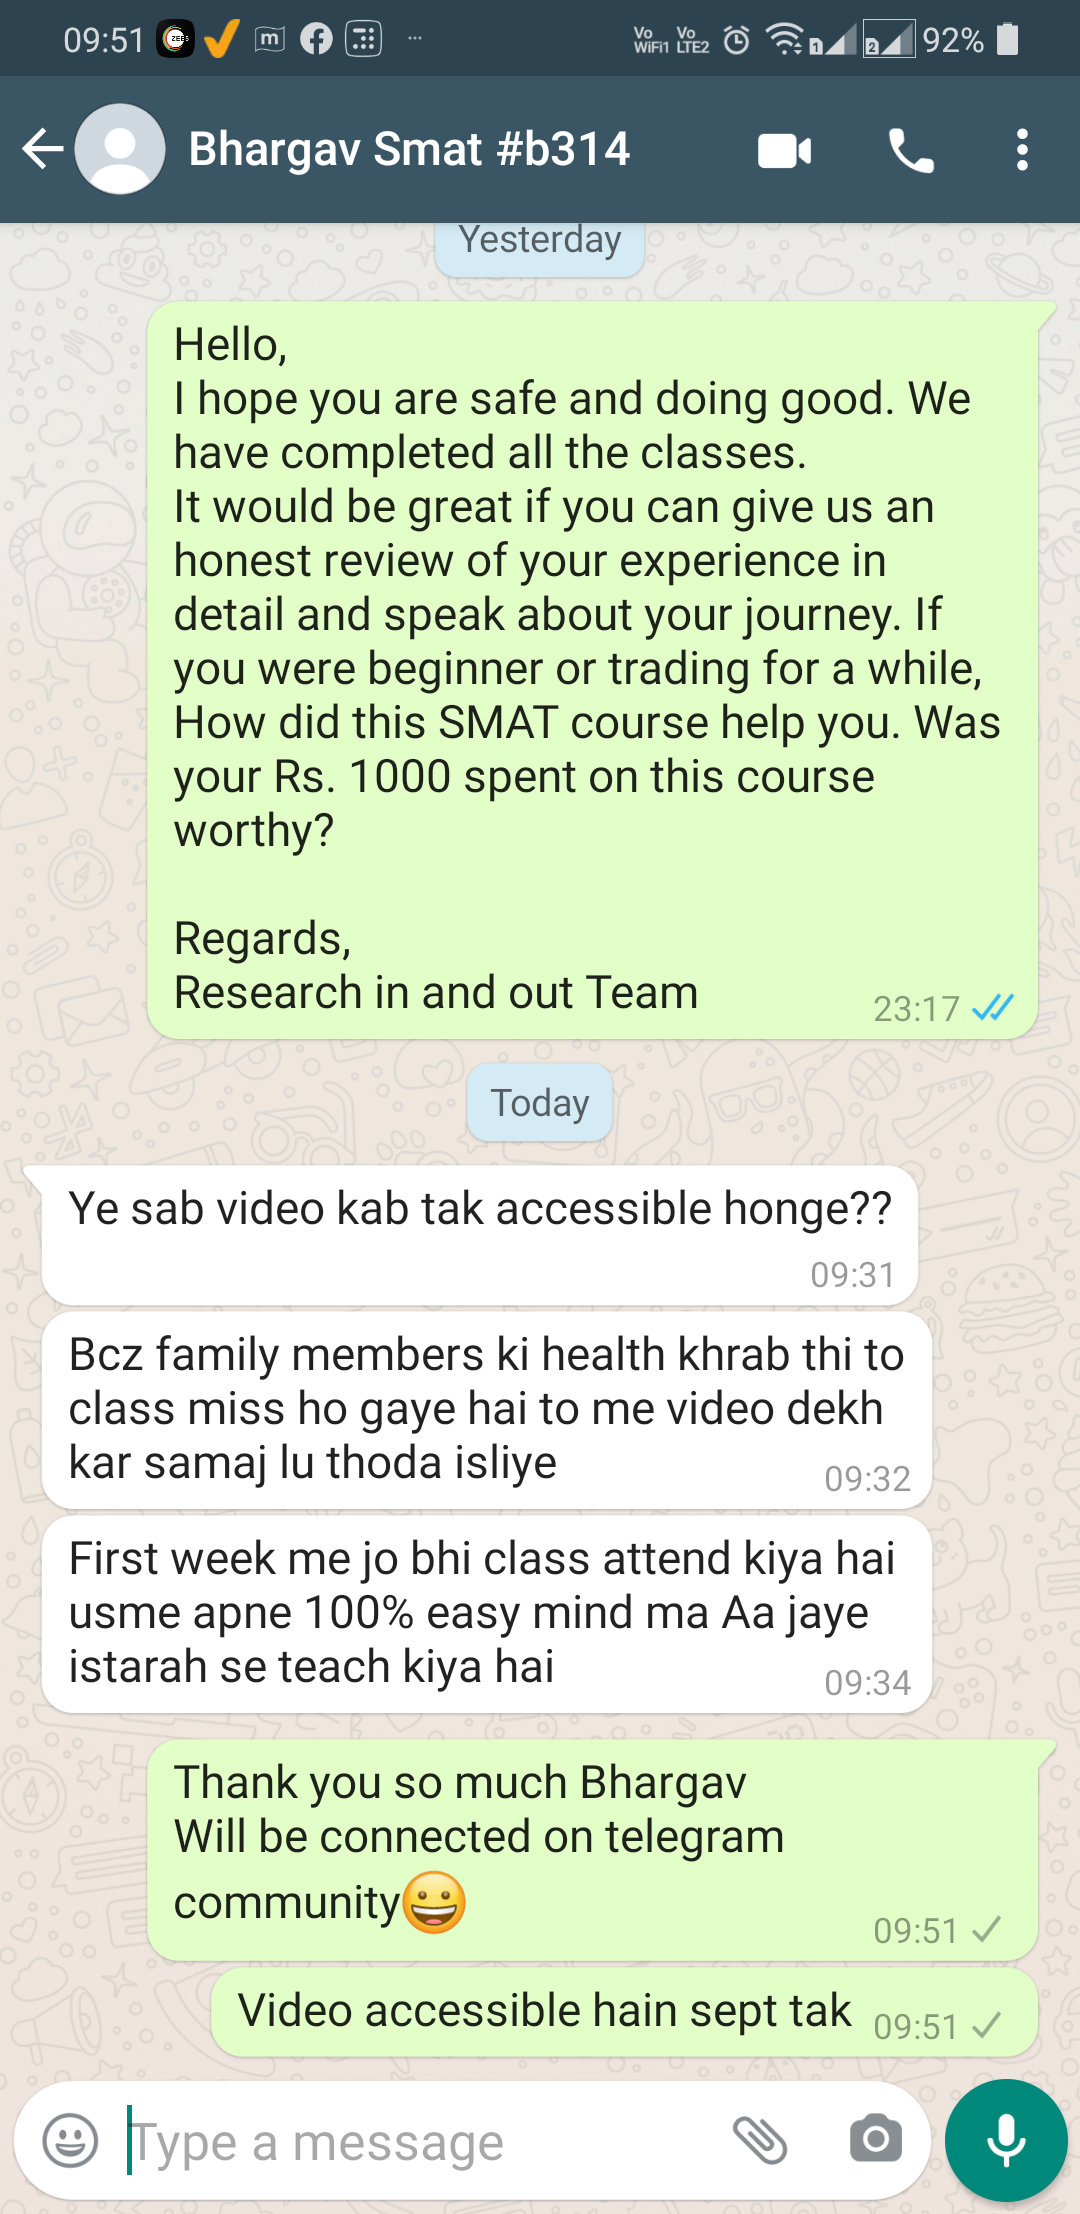 09:51 ZEE5 m ... Vo WiFi1 Vo LTE2 1 2 92%
Bhargav Smat #b314
Yesterday
Hello,
I hope you are safe and doing good. We
have completed all the classes.
It would be great if you can give us an
honest review of your experience in
detail and speak about your journey. If
you were beginner or trading for a while,
How did this SMAT course help you. Was
your Rs. 1000 spent on this course
worthy?
Regards,
Research in and out Team
23:17
Today
Ye sab video kab tak accessible honge??
09:31
Bcz family members ki health khrab thi to
class miss ho gaye hai to me video dekh
kar samaj lu thoda isliye
09:32
First week me jo bhi class attend kiya hai
usme apne 100% easy mind ma Aa jaye
istarah se teach kiya hai
09:34
Thank you so much Bhargav
Will be connected on telegram
community😀
09:51
Video accessible hain sept tak 09:51
Type a message